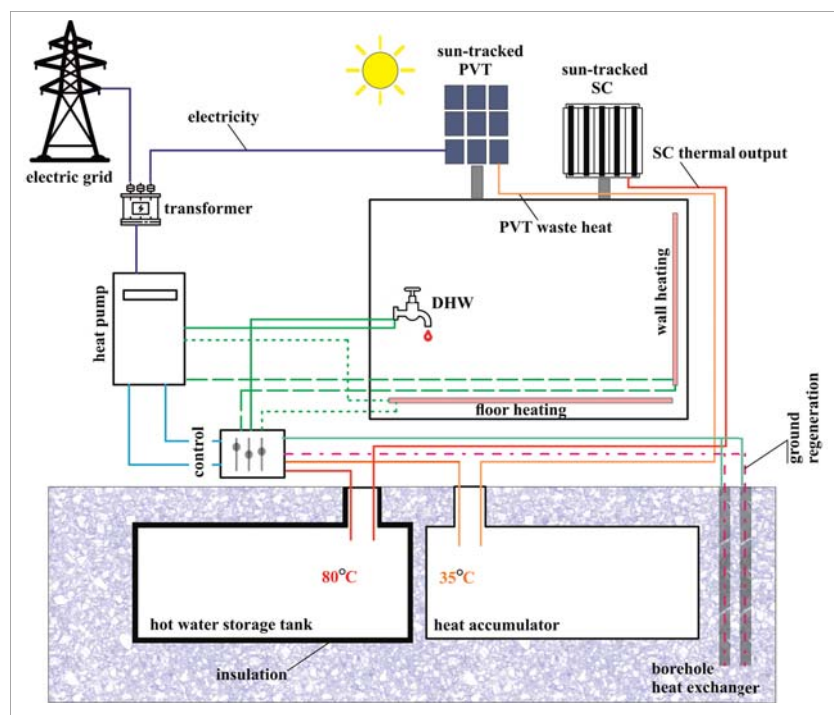 sun-tracked
PVT
sun-tracked
SC
electricity
SC thermal output
electric grid
transformer
PVT waste heat
heat pump
DHW
wall heating
floor heating
control
ground
regeneration
80°C
35°C
hot water storage tank
heat accumulator
insulation
borehole
heat exchanger